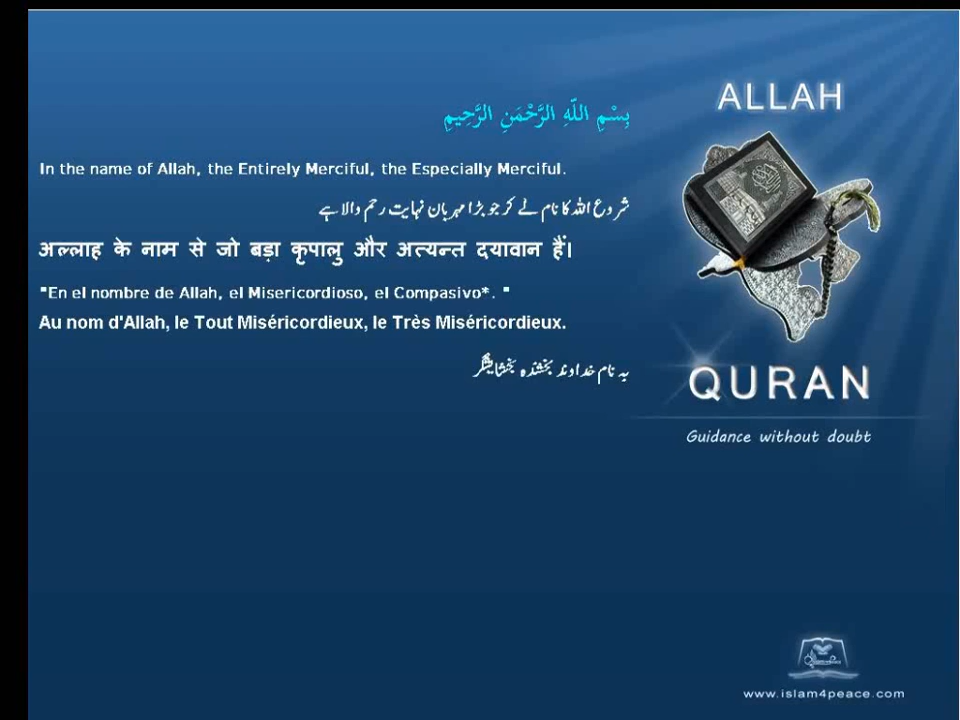 بِسْمِ اللَّهِ الرَّحْمَنِ الرَّحِيمِ
In the name of Allah, the Entirely Merciful, the Especially Merciful.
شروع اللہ کا نام لے کر جو بڑا مہربان نہایت رحم والا ہے
अल्लाह के नाम से जो बड़ा कृपालु और अत्यन्त दयावान हैं।
"En el nombre de Allah, el Misericordioso, el Compasivo*. "
Au nom d'Allah, le Tout Miséricordieux, le Très Miséricordieux.
به نام خداوند بخشنده بخشایشگر
ALLAH
QURAN
Guidance without doubt
www.islam4peace.com